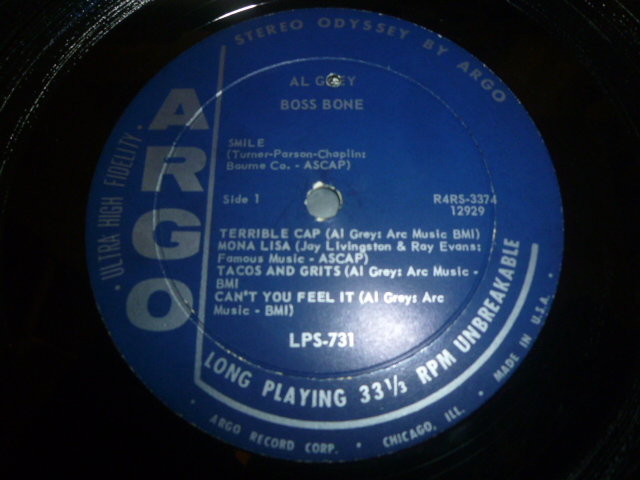 STEREO ODYSSEY BY ARGO
AL GREY
BOSS BONE
ARGO
• ULTRA HIGH FIDELITY •
SMILE
(Turner-Parson-Chaplin:
Bourne Co. - ASCAP)
Side 1
R4RS-3374
12929
TERRIBLE CAP (Al Grey: Arc Music BMI)
MONA LISA (Jay Livingston & Ray Evans:
Famous Music - ASCAP)
TACOS AND GRITS (Al Grey: Arc Music -
BMI
CAN'T YOU FEEL IT (Al Grey: Arc
Music - BMI)
LPS-731
LONG PLAYING 33 1/3 RPM UNBREAKABLE
• ARGO RECORD CORP. • CHICAGO, ILL. • MADE IN U.S.A. •